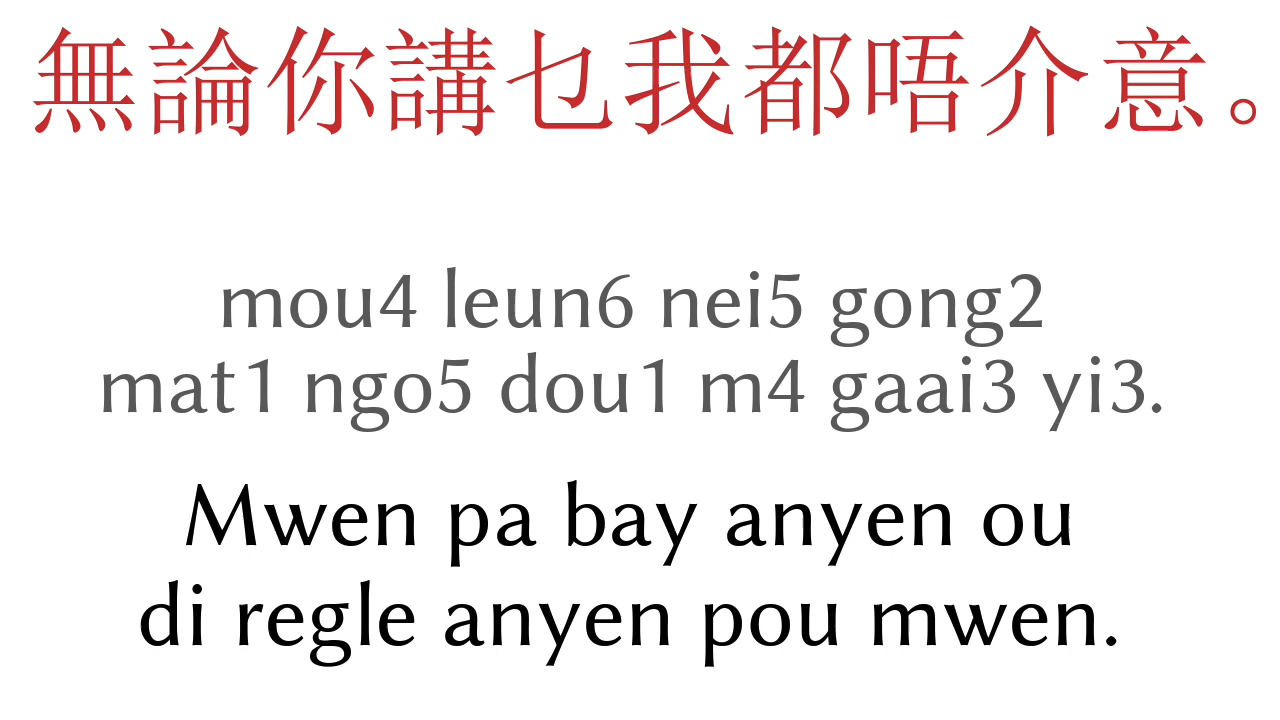 無論你講乜我都唔介意。
mou4 leun6 nei5 gong2
mat1 ngo5 dou1 m4 gaai3 yi3.
Mwen pa bay anyen ou
di regle anyen pou mwen.